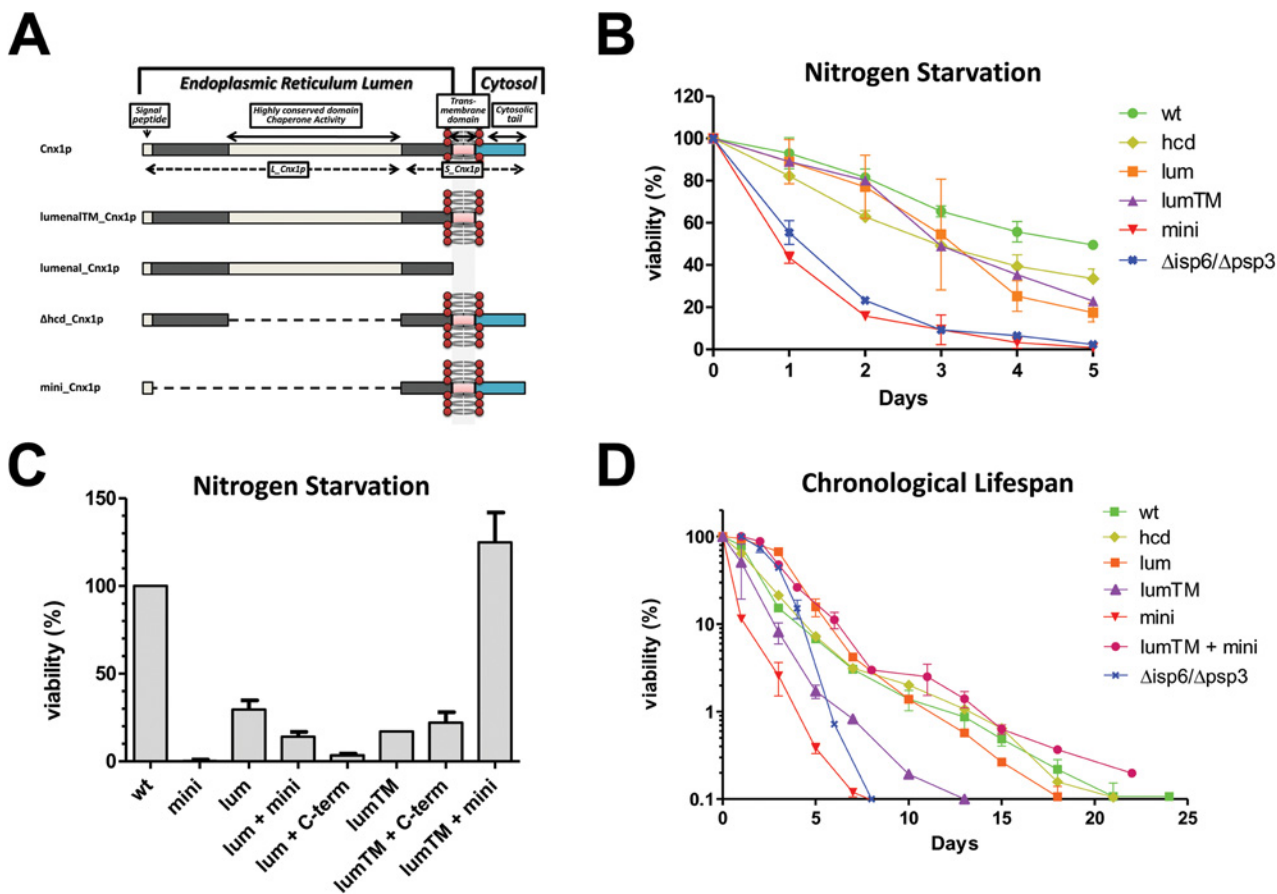 A
Endoplasmic Reticulum Lumen
Cytosol
Signal peptide
Highly conserved domain
Chaperone Activity
Trans-
membrane
domain
Cytosolic
tail
Cnx1p
L_Cnx1p
S_Cnx1p
lumenalTM_Cnx1p
lumenal_Cnx1p
Δhcd_Cnx1p
mini_Cnx1p
B
Nitrogen Starvation
viability (%)
120
100
80
60
40
20
0
0 1 2 3 4 5
Days
wt
hcd
lum
lumTM
mini
Δisp6/Δpsp3
C
Nitrogen Starvation
viability (%)
150
100
50
0
wt
mini
lum
lum + mini
lum + C-term
lumTM
lumTM + C-term
lumTM + mini
D
Chronological Lifespan
viability (%)
100
10
1
0.1
0 5 10 15 20 25
Days
wt
hcd
lum
lumTM
mini
lumTM + mini
Δisp6/Δpsp3